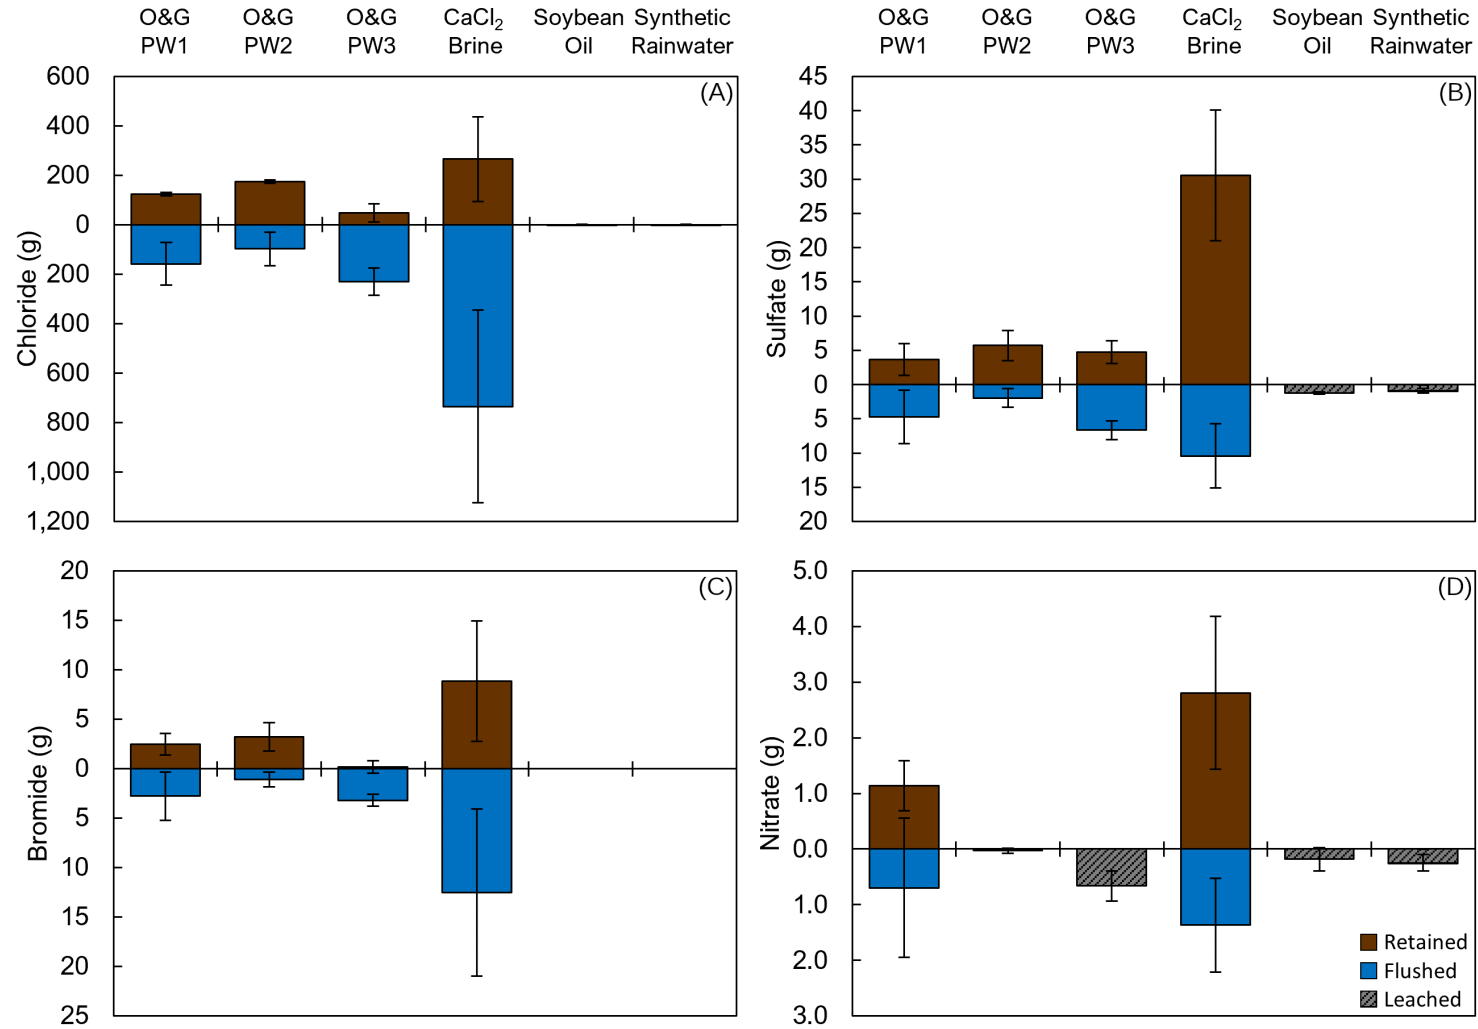 O&G PW1
O&G PW2
O&G PW3
CaCl₂ Brine
Soybean Oil
Synthetic Rainwater
O&G PW1
O&G PW2
O&G PW3
CaCl₂ Brine
Soybean Oil
Synthetic Rainwater
(A)
Chloride (g)
600
400
200
0
200
400
600
800
1,000
1,200
(B)
Sulfate (g)
45
40
35
30
25
20
15
10
5
0
5
10
15
20
(C)
Bromide (g)
20
15
10
5
0
5
10
15
20
25
(D)
Nitrate (g)
5.0
4.0
3.0
2.0
1.0
0.0
1.0
2.0
3.0
Retained
Flushed
Leached